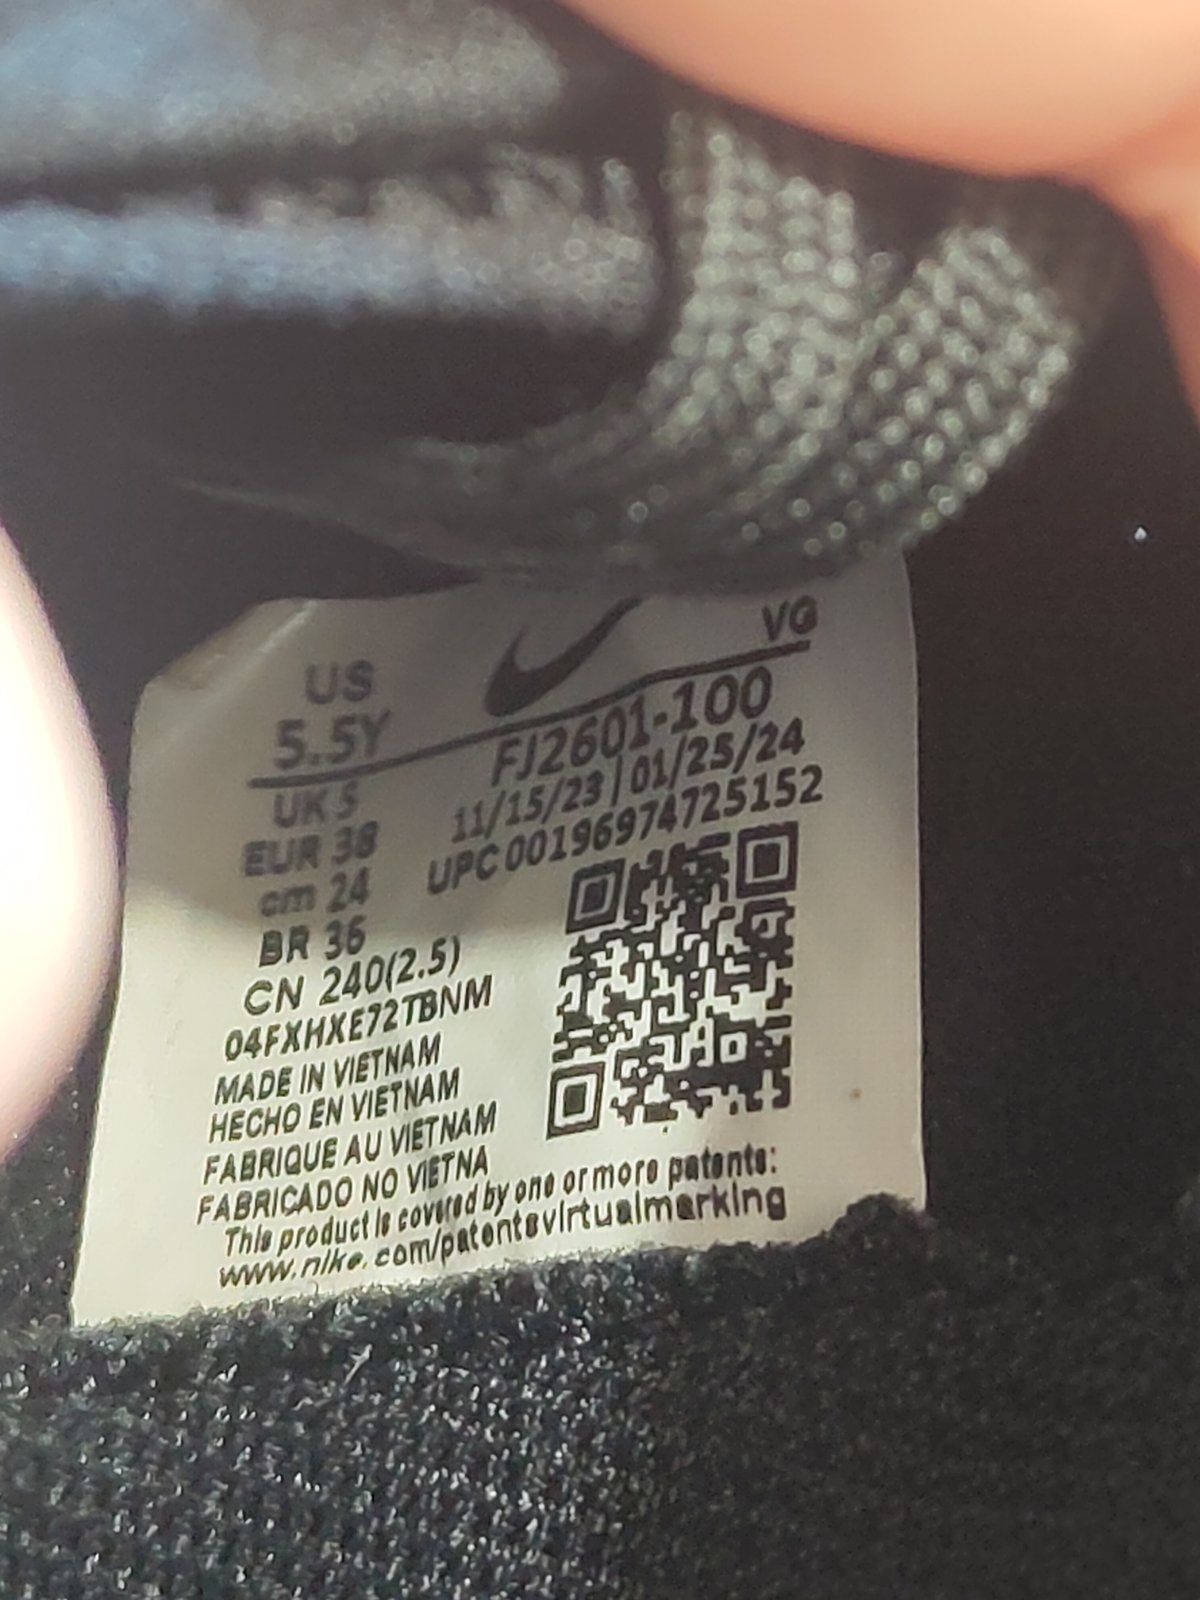 US
5.5Y
VG
FJ2601-100
11/15/23 | 01/25/24
UPC 00196974725152
UK 5
EUR 38
cm 24
BR 36
CN 240(2.5)
04FXHXE72TBNM
MADE IN VIETNAM
HECHO EN VIETNAM
FABRIQUE AU VIETNAM
FABRICADO NO VIETNA
This product is covered by one or more patents:
www.nike.com/patentsvirtualmarking